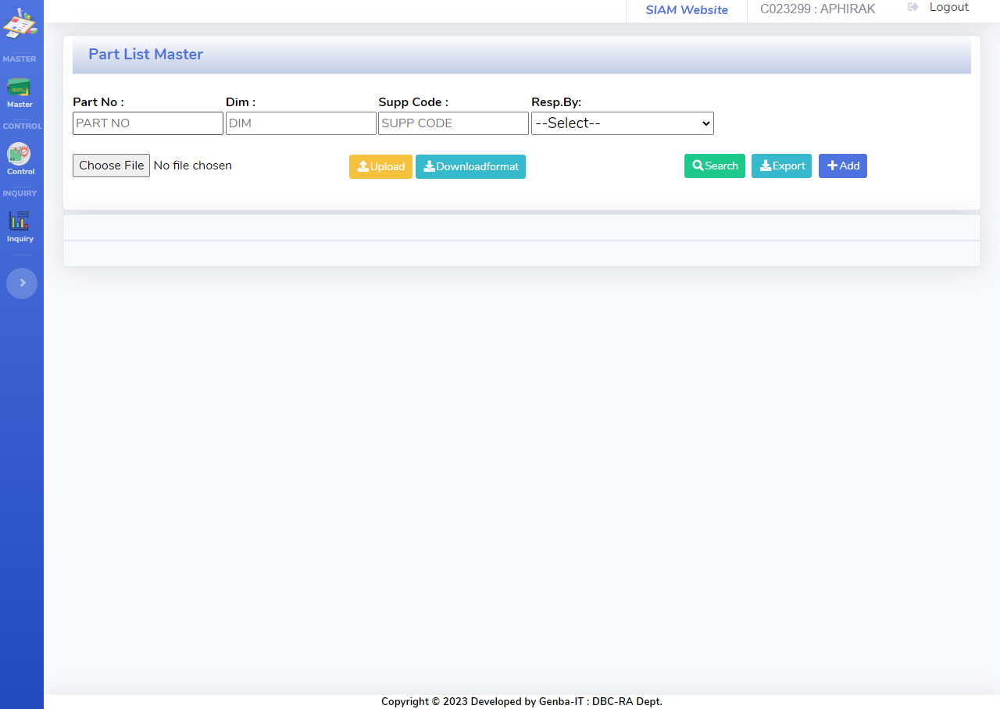 SIAM Website C023299 : APHIRAK Logout
MASTER
Master
CONTROL
Control
INQUIRY
Inquiry
Part List Master
Part No : Dim : Supp Code : Resp.By:
PART NO DIM SUPP CODE --Select--
Choose File No file chosen Upload Downloadformat Search Export Add
Copyright © 2023 Developed by Genba-IT : DBC-RA Dept.